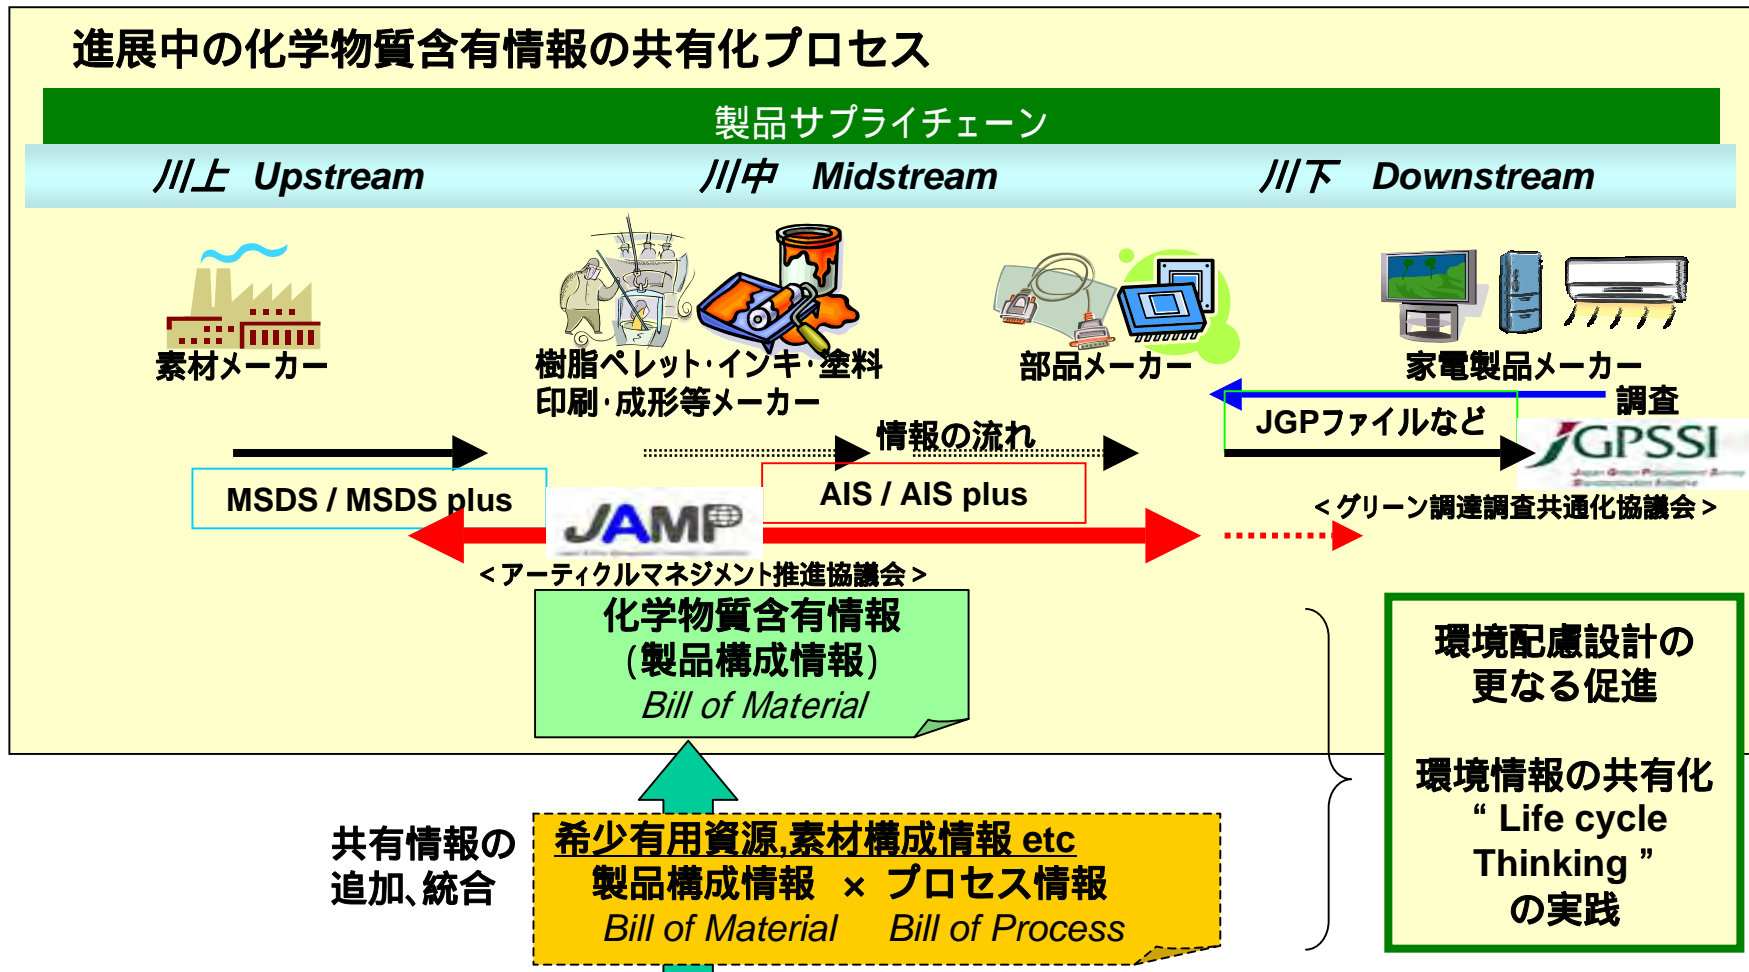 進展中の化学物質含有情報の共有化プロセス
製品サプライチェーン
川上 Upstream
川中 Midstream
川下 Downstream
素材メーカー
樹脂ペレット・インキ・塗料
印刷・成形等メーカー
部品メーカー
家電製品メーカー
調査
JGPファイルなど
情報の流れ
JGPSSI
Japan Green Procurement Survey
Standardization Initiative
<グリーン調達調査共通化協議会>
MSDS / MSDS plus
JAMP
AIS / AIS plus
<アーティクルマネジメント推進協議会>
化学物質含有情報
(製品構成情報)
Bill of Material
環境配慮設計の
更なる促進
環境情報の共有化
“ Life cycle
Thinking ”
の実践
共有情報の
追加、統合
希少有用資源,素材構成情報 etc
製品構成情報 × プロセス情報
Bill of Material Bill of Process